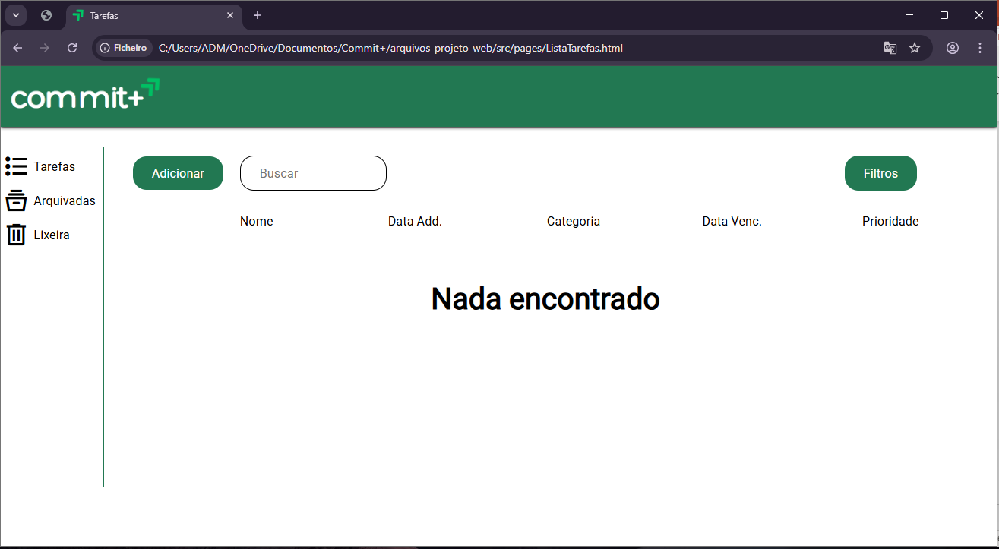 Tarefas
Ficheiro C:/Users/ADM/OneDrive/Documentos/Commit+/arquivos-projeto-web/src/pages/ListaTarefas.html
commit+
Tarefas
Arquivadas
Lixeira
Adicionar Buscar Filtros
Nome Data Add. Categoria Data Venc. Prioridade
Nada encontrado